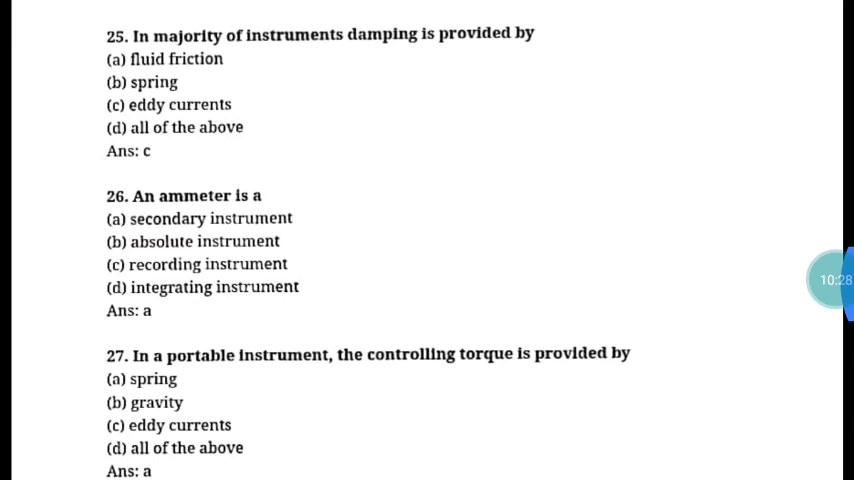 25. In majority of instruments damping is provided by
(a) fluid friction
(b) spring
(c) eddy currents
(d) all of the above
Ans: c
26. An ammeter is a
(a) secondary instrument
(b) absolute instrument
(c) recording instrument
(d) integrating instrument
Ans: a
10:28
27. In a portable instrument, the controlling torque is provided by
(a) spring
(b) gravity
(c) eddy currents
(d) all of the above
Ans: a